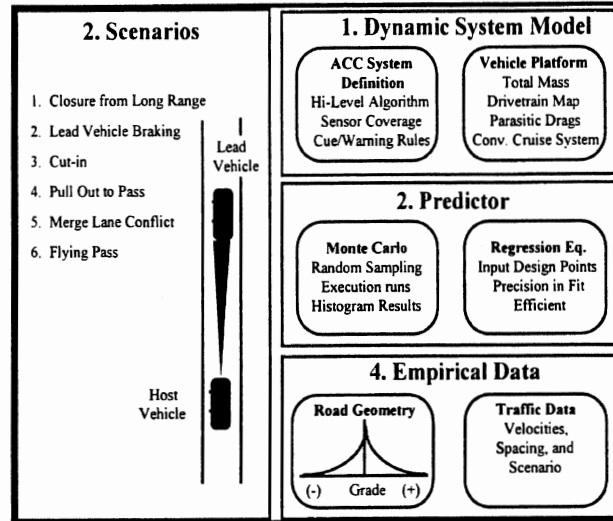 2. Scenarios
1. Closure from Long Range
2. Lead Vehicle Braking
3. Cut-in
4. Pull Out to Pass
5. Merge Lane Conflict
6. Flying Pass
Lead
Vehicle
Host
Vehicle
1. Dynamic System Model
ACC System
Definition
Hi-Level Algorithm
Sensor Coverage
Cue/Warning Rules
Vehicle Platform
Total Mass
Drivetrain Map
Parasitic Drags
Conv. Cruise System
2. Predictor
Monte Carlo
Random Sampling
Execution runs
Histogram Results
Regression Eq.
Input Design Points
Precision in Fit
Efficient
4. Empirical Data
Road Geometry
(-) Grade (+)
Traffic Data
Velocities,
Spacing, and
Scenario